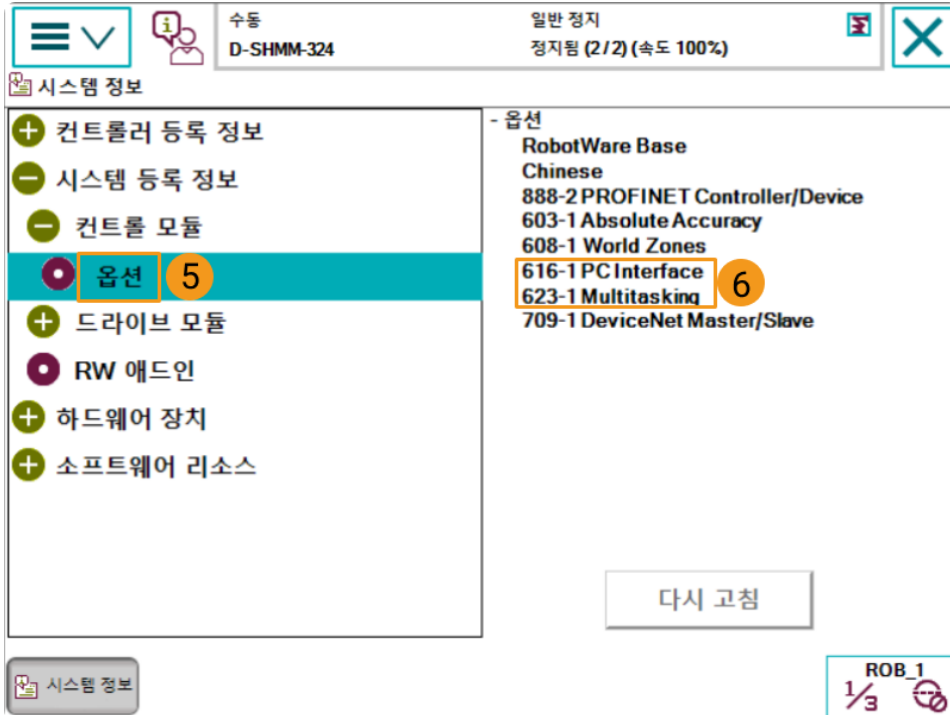 수동
D-SHMM-324
일반 정지
정지됨 (2/2) (속도 100%)
시스템 정보
컨트롤러 등록 정보
시스템 등록 정보
컨트롤 모듈
옵션 5
드라이브 모듈
RW 애드인
하드웨어 장치
소프트웨어 리소스
- 옵션
RobotWare Base
Chinese
888-2 PROFINET Controller/Device
603-1 Absolute Accuracy
608-1 World Zones
616-1 PC Interface
623-1 Multitasking
6
709-1 DeviceNet Master/Slave
다시 고침
시스템 정보
ROB_1
1/3